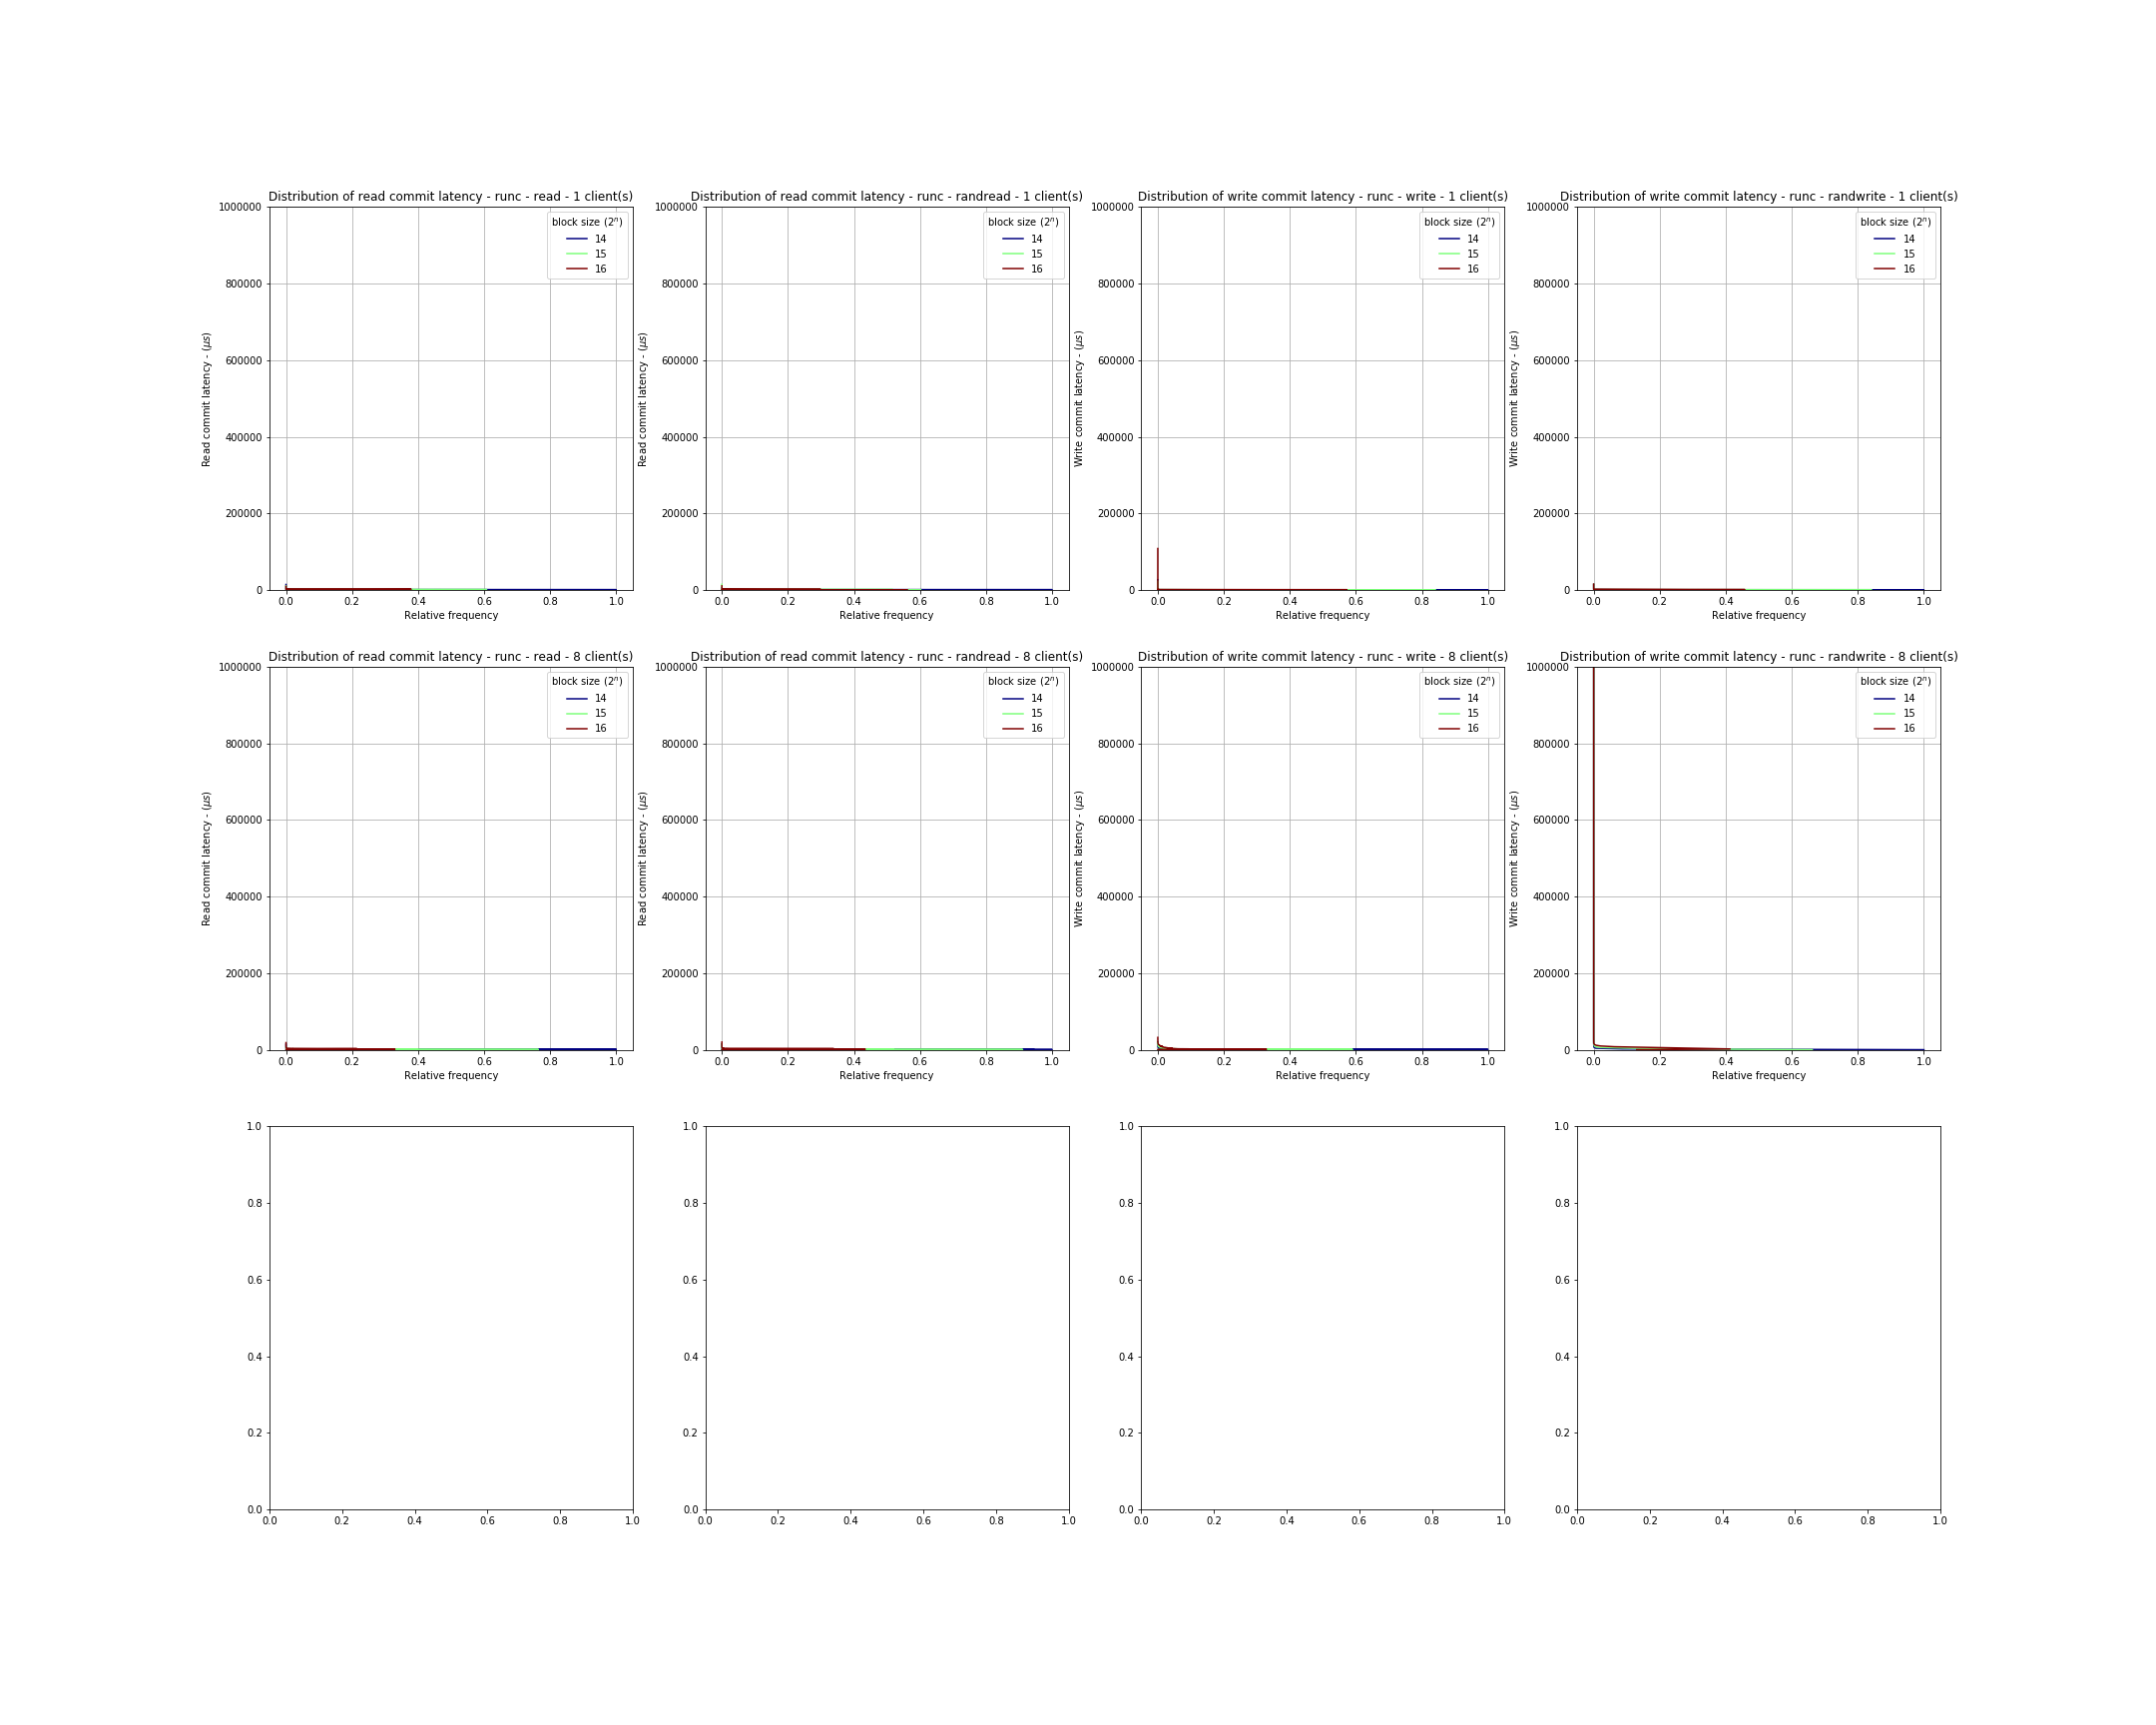 Distribution of read commit latency - runc - read - 1 client(s)
Distribution of read commit latency - runc - randread - 1 client(s)
Distribution of write commit latency - runc - write - 1 client(s)
Distribution of write commit latency - runc - randwrite - 1 client(s)
1000000
800000
600000
400000
200000
0
Read commit latency - (μs)
block size (2ⁿ)
14
15
16
0.0 0.2 0.4 0.6 0.8 1.0
Relative frequency
1000000
800000
600000
400000
200000
0
Read commit latency - (μs)
block size (2ⁿ)
14
15
16
0.0 0.2 0.4 0.6 0.8 1.0
Relative frequency
1000000
800000
600000
400000
200000
0
Write commit latency - (μs)
block size (2ⁿ)
14
15
16
0.0 0.2 0.4 0.6 0.8 1.0
Relative frequency
1000000
800000
600000
400000
200000
0
Write commit latency - (μs)
block size (2ⁿ)
14
15
16
0.0 0.2 0.4 0.6 0.8 1.0
Relative frequency
Distribution of read commit latency - runc - read - 8 client(s)
Distribution of read commit latency - runc - randread - 8 client(s)
Distribution of write commit latency - runc - write - 8 client(s)
Distribution of write commit latency - runc - randwrite - 8 client(s)
1000000
800000
600000
400000
200000
0
Read commit latency - (μs)
block size (2ⁿ)
14
15
16
0.0 0.2 0.4 0.6 0.8 1.0
Relative frequency
1000000
800000
600000
400000
200000
0
Read commit latency - (μs)
block size (2ⁿ)
14
15
16
0.0 0.2 0.4 0.6 0.8 1.0
Relative frequency
1000000
800000
600000
400000
200000
0
Write commit latency - (μs)
block size (2ⁿ)
14
15
16
0.0 0.2 0.4 0.6 0.8 1.0
Relative frequency
1000000
800000
600000
400000
200000
0
Write commit latency - (μs)
block size (2ⁿ)
14
15
16
0.0 0.2 0.4 0.6 0.8 1.0
Relative frequency
1.0
0.8
0.6
0.4
0.2
0.0
0.0 0.2 0.4 0.6 0.8 1.0
1.0
0.8
0.6
0.4
0.2
0.0
0.0 0.2 0.4 0.6 0.8 1.0
1.0
0.8
0.6
0.4
0.2
0.0
0.0 0.2 0.4 0.6 0.8 1.0
1.0
0.8
0.6
0.4
0.2
0.0
0.0 0.2 0.4 0.6 0.8 1.0